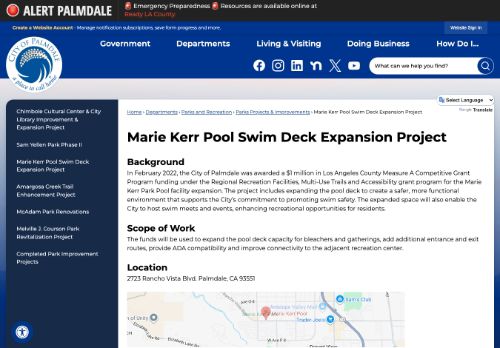 ALERT PALMDALE
🚨 Emergency Preparedness 🚨 Resources are available online at
Ready LA County.
Create a Website Account - Manage notification subscriptions, save form progress and more.
Website Sign In
CITY OF PALMDALE
a place to call home
Government
Departments
Living & Visiting
Doing Business
How Do I...
What can we help you find?
Select Language
Google Translate
Chimbole Cultural Center & City
Library Improvement &
Expansion Project
Sam Yellen Park Phase II
Marie Kerr Pool Swim Deck
Expansion Project
Amargosa Creek Trail
Enhancement Project
McAdam Park Renovations
Melville J. Courson Park
Revitalization Project
Completed Park Improvement
Projects
Home › Departments › Parks and Recreation › Parks Projects & Improvements › Marie Kerr Pool Swim Deck Expansion Project
Marie Kerr Pool Swim Deck Expansion Project
Background
In February 2022, the City of Palmdale was awarded a $1 million in Los Angeles County Measure A Competitive Grant
Program funding under the Regional Recreation Facilities, Multi-Use Trails and Accessibility grant program for the Marie
Kerr Park Pool facility expansion. The project includes expanding the pool deck to create a safer, more functional
environment that supports the City's commitment to promoting swim safety. The expanded space will also enable the
City to host swim meets and events, enhancing recreational opportunities for residents.
Scope of Work
The funds will be used to expand the pool deck capacity for bleachers and gatherings, add additional entrance and exit
routes, provide ADA compatibility and improve connectivity to the adjacent recreation center.
Location
2723 Rancho Vista Blvd. Palmdale, CA 93551
Sam's Club
Antelope Valley Mall
Marie Kerr Pool
Trader Joe's
of Unity
W Ave P 8